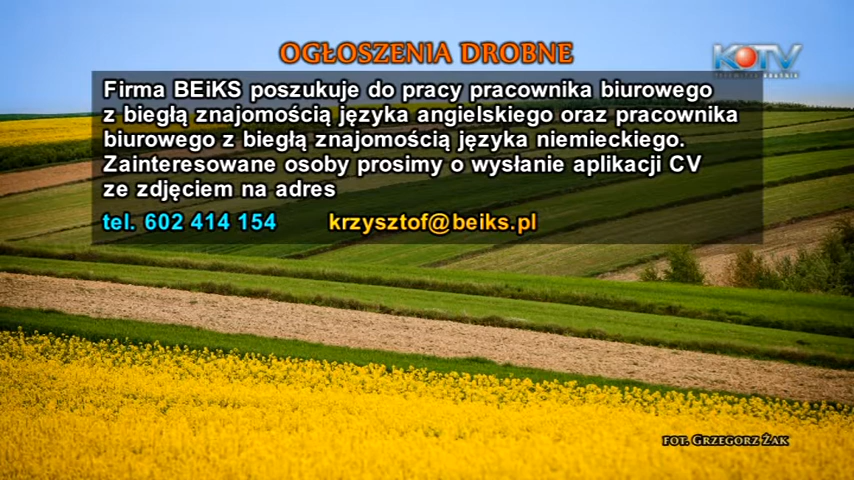 OGŁOSZENIA DROBNE
KOTV
Firma BEiKS poszukuje do pracy pracownika biurowego
z biegłą znajomością języka angielskiego oraz pracownika
biurowego z biegłą znajomością języka niemieckiego.
Zainteresowane osoby prosimy o wysłanie aplikacji CV
ze zdjęciem na adres
tel. 602 414 154 krzysztof@beiks.pl
FOT. GRZEGORZ ŻAK